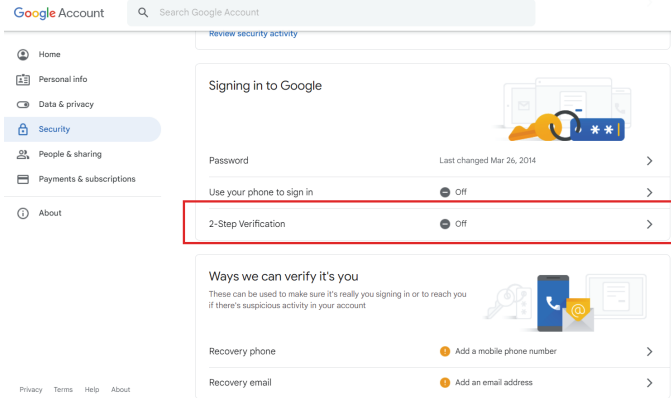 Google Account
Search Google Account
Review security activity
Home
Personal info
Data & privacy
Security
People & sharing
Payments & subscriptions
About
Signing in to Google
**
Password Last changed Mar 26, 2014
Use your phone to sign in Off
2-Step Verification Off
Ways we can verify it's you
These can be used to make sure it's really you signing in or to reach you
if there's suspicious activity in your account
@
Recovery phone ! Add a mobile phone number
Recovery email ! Add an email address
Privacy Terms Help About